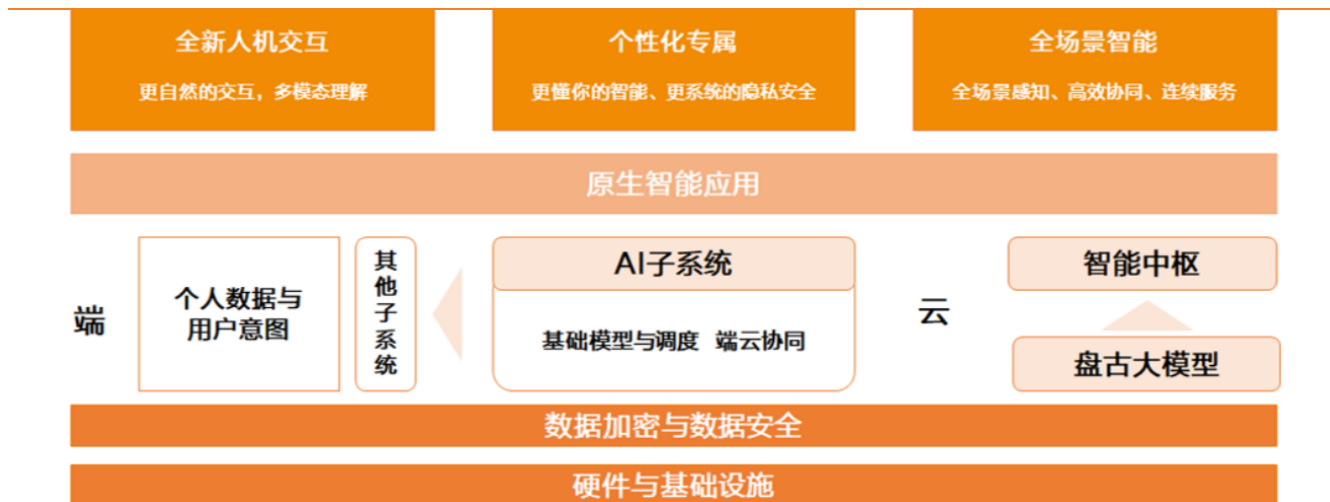 全新人机交互
更自然的交互，多模态理解
个性化专属
更懂你的智能、更系统的隐私安全
全场景智能
全场景感知、高效协同、连续服务
原生智能应用
端
个人数据与
用户意图
其他子系统
AI子系统
基础模型与调度 端云协同
云
智能中枢
盘古大模型
数据加密与数据安全
硬件与基础设施